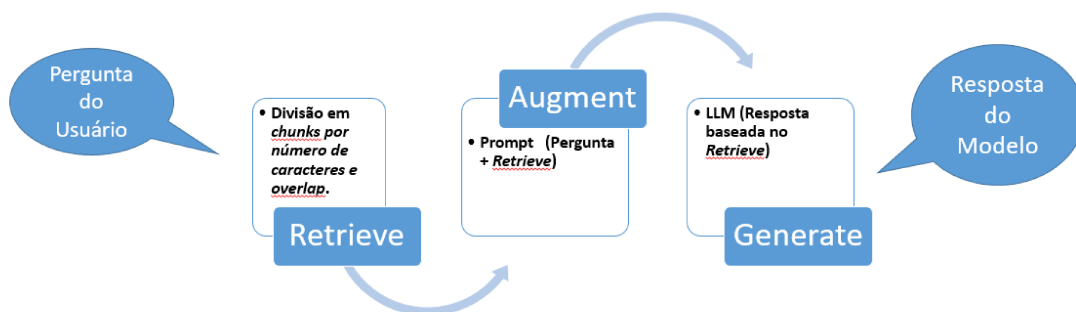 Pergunta
do
Usuário
• Divisão em
chunks por
número de
caracteres e
overlap.
Retrieve
Augment
• Prompt (Pergunta
+ Retrieve)
• LLM (Resposta
baseada no
Retrieve)
Generate
Resposta
do
Modelo